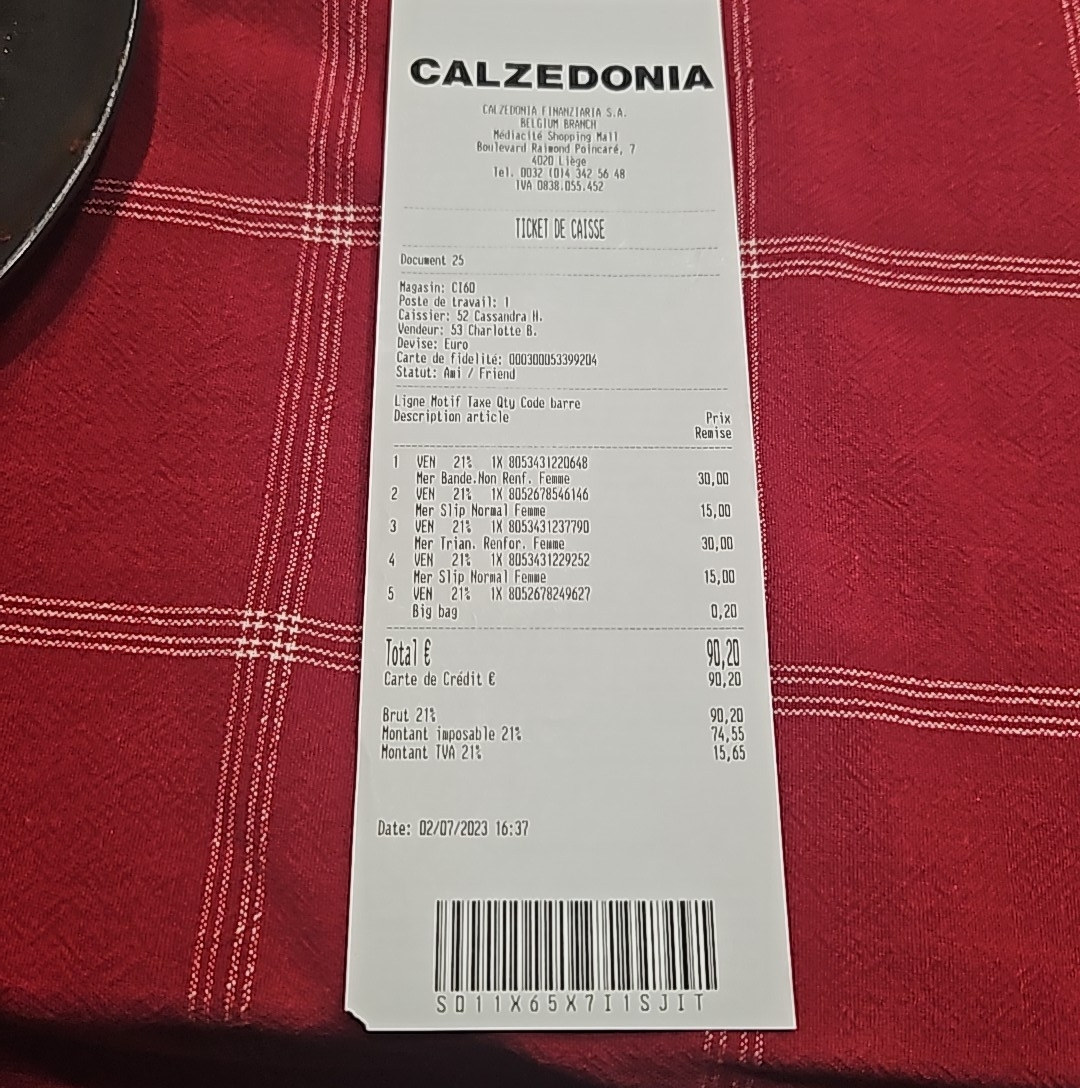 CALZEDONIA
CALZEDONIA FINANZIARIA S.A.
BELGIUM BRANCH
Médiacité Shopping Mall
Boulevard Raimond Poincaré, 7
4020 Liège
Tel. 0032 (0)4 342 56 48
IVA 0838.055.452
TICKET DE CAISSE
Document 25
Magasin: CI60
Poste de travail: 1
Caissier: 52 Cassandra H.
Vendeur: 53 Charlotte B.
Devise: Euro
Carte de fidelité: 000300053399204
Statut: Ami / Friend
Ligne Motif Taxe Qty Code barre
Description article Prix
Remise
1 VEN 21% 1X 8053431220648
Mer Bande.Non Renf. Femme 30,00
2 VEN 21% 1X 8052678546146
Mer Slip Normal Femme 15,00
3 VEN 21% 1X 8053431237790
Mer Trian. Renfor. Femme 30,00
4 VEN 21% 1X 8053431229252
Mer Slip Normal Femme 15,00
5 VEN 21% 1X 8052678249627
Big bag 0,20
Total € 90,20
Carte de Crédit € 90,20
Brut 21% 90,20
Montant imposable 21% 74,55
Montant TVA 21% 15,65
Date: 02/07/2023 16:37
S011X65X7I1SJIT